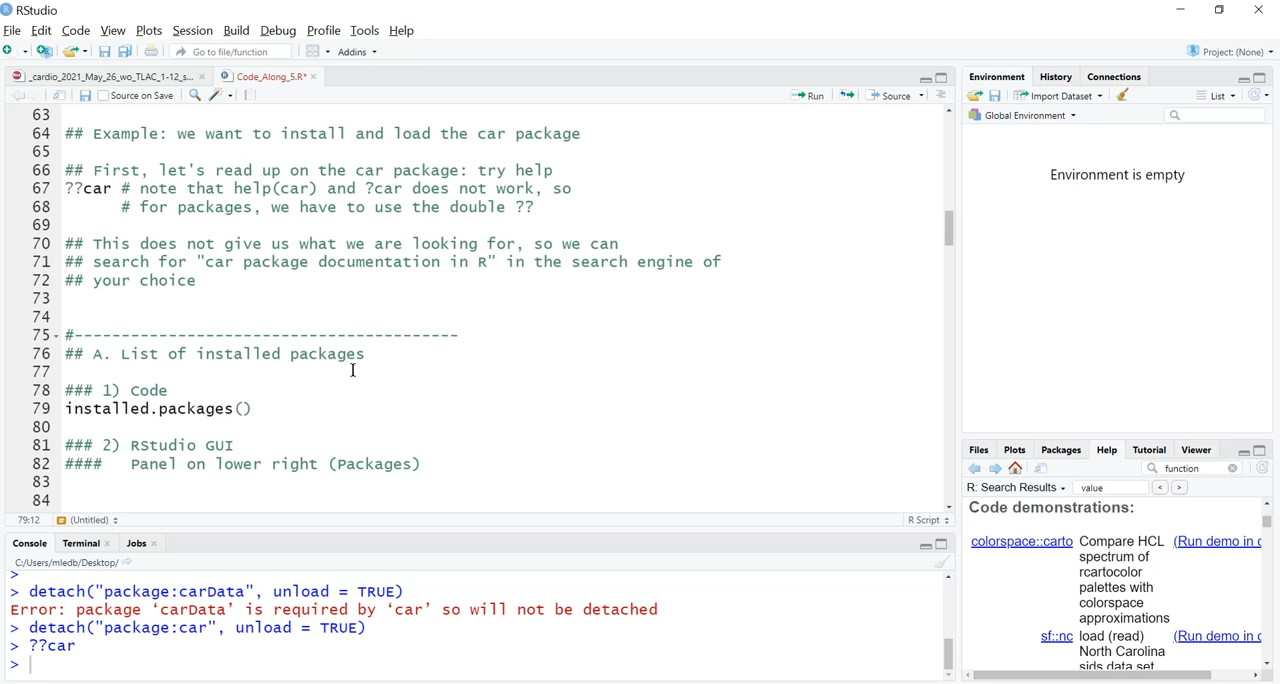 RStudio
File Edit Code View Plots Session Build Debug Profile Tools Help
Go to file/function Addins Project: (None)
_cardio_2021_May_26_wo_TLAC_1-12_s... Code_Along_5.R*
Source on Save Run Source
63
64 ## Example: we want to install and load the car package
65
66 ## First, let's read up on the car package: try help
67 ??car # note that help(car) and ?car does not work, so
68 # for packages, we have to use the double ??
69
70 ## This does not give us what we are looking for, so we can
71 ## search for "car package documentation in R" in the search engine of
72 ## your choice
73
74
75 #-----------------------------------------
76 ## A. List of installed packages
77
78 ### 1) Code
79 installed.packages()
80
81 ### 2) RStudio GUI
82 #### Panel on lower right (Packages)
83
84
79:12 (Untitled) R Script
Console Terminal Jobs
C:/Users/mledb/Desktop/
>
> detach("package:carData", unload = TRUE)
Error: package ‘carData’ is required by ‘car’ so will not be detached
> detach("package:car", unload = TRUE)
> ??car
>
Environment History Connections
Import Dataset List
Global Environment
Environment is empty
Files Plots Packages Help Tutorial Viewer
function
R: Search Results value < >
Code demonstrations:
colorspace::carto Compare HCL (Run demo in c
spectrum of
rcartocolor
palettes with
colorspace
approximations
sf::nc load (read) (Run demo in c
North Carolina
sids data set